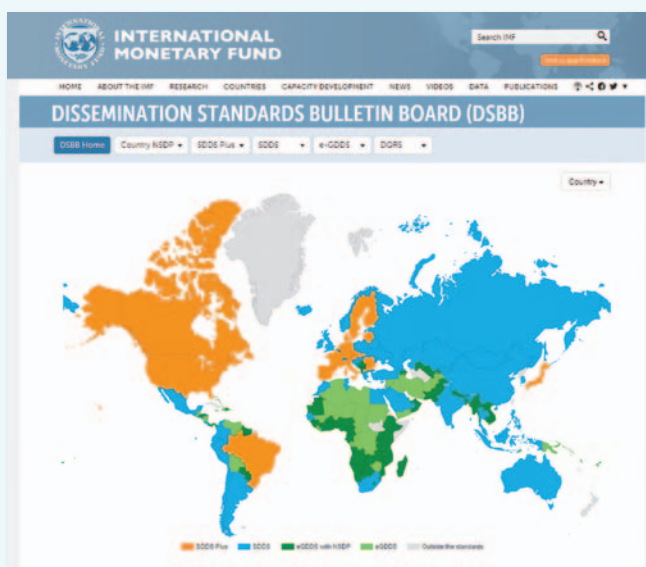 INTERNATIONAL
MONETARY FUND
Search IMF
HOME ABOUT THE IMF RESEARCH COUNTRIES CAPACITY DEVELOPMENT NEWS VIDEOS DATA PUBLICATIONS
DISSEMINATION STANDARDS BULLETIN BOARD (DSBB)
DSBB Home Country NSDP SDDS Plus SDDS e-GDDS DQRS
Country
SDDS Plus SDDS eGDDS with NSDP eGDDS Outside the standards